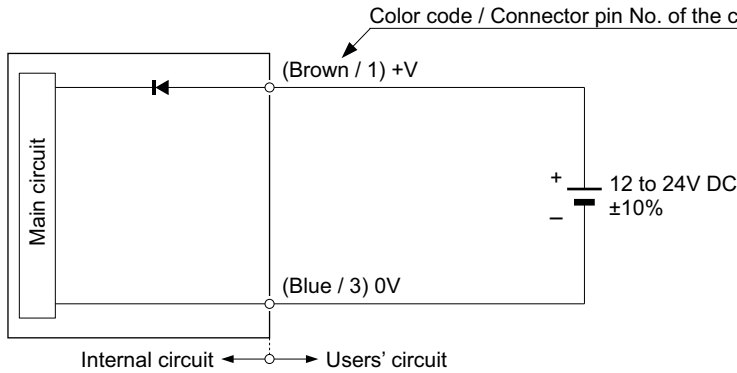 Color code / Connector pin No. of the c
(Brown / 1) +V
Main circuit
+
12 to 24V DC
±10%
−
(Blue / 3) 0V
Internal circuit
Users’ circuit